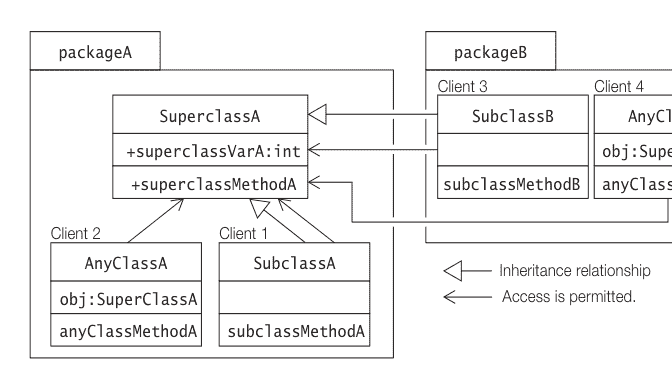 packageA
packageB
Client 3
Client 4
SuperclassA
+superclassVarA:int
+superclassMethodA
SubclassB
subclassMethodB
Client 2
AnyClassA
obj:SuperClassA
anyClassMethodA
Client 1
SubclassA
subclassMethodA
Inheritance relationship
Access is permitted.